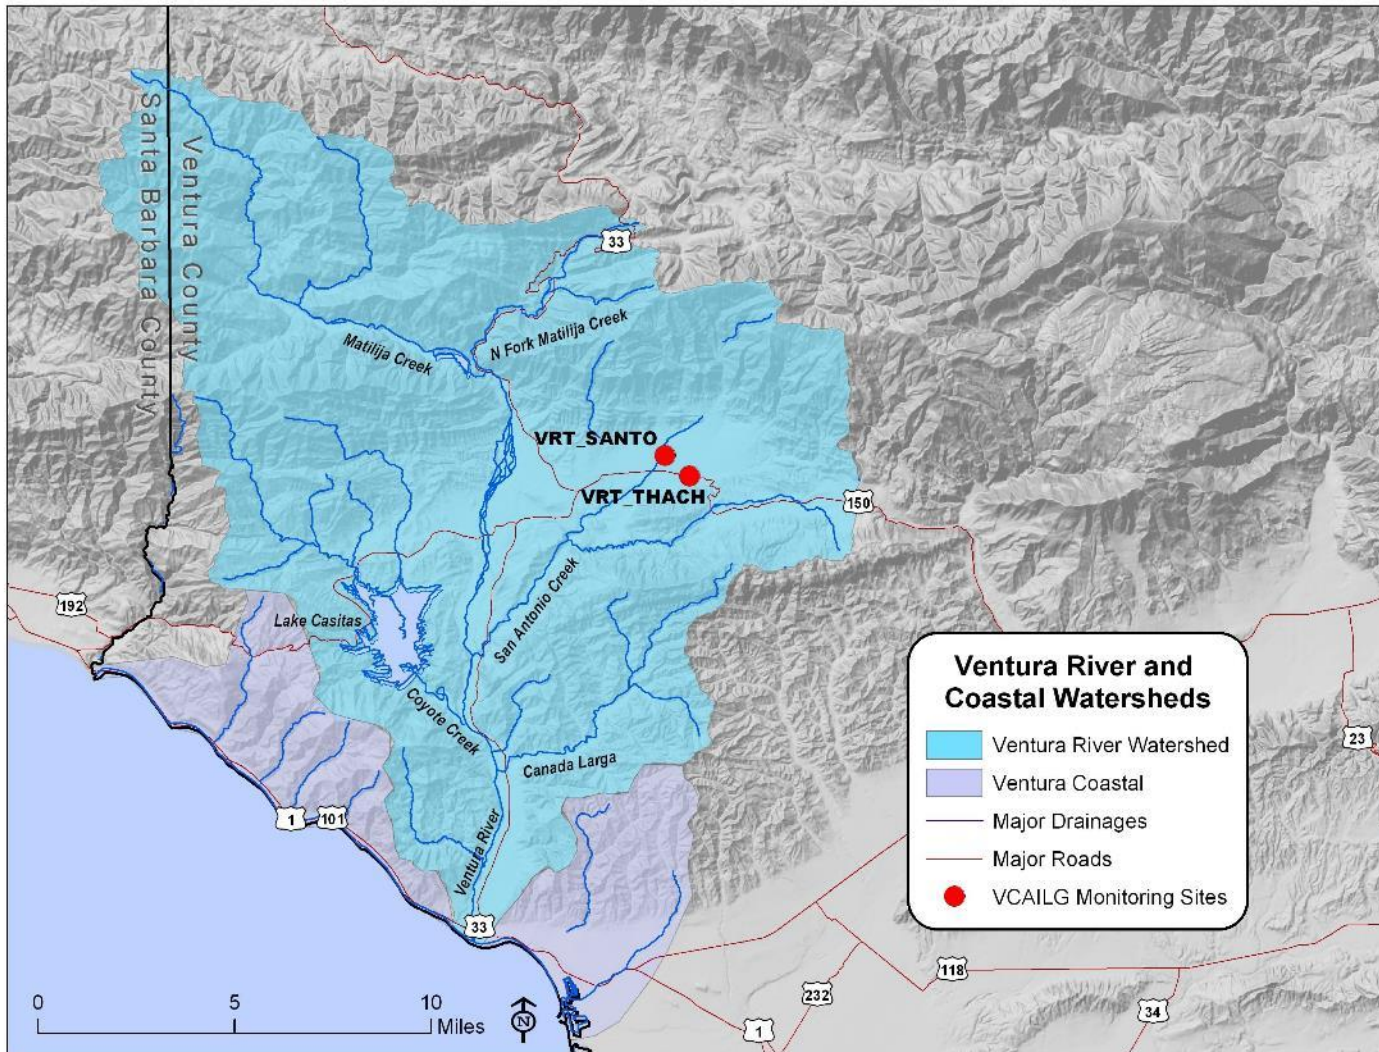 Santa Barbara County
Ventura County
33
Matilija Creek
N Fork Matilija Creek
VRT_SANTO
VRT_THACH
150
192
Lake Casitas
San Antonio Creek
Coyote Creek
Canada Larga
Ventura River
1
101
33
Ventura River and
Coastal Watersheds
Ventura River Watershed
Ventura Coastal
Major Drainages
Major Roads
VCAILG Monitoring Sites
23
118
232
34
1
0 5 10
Miles
N